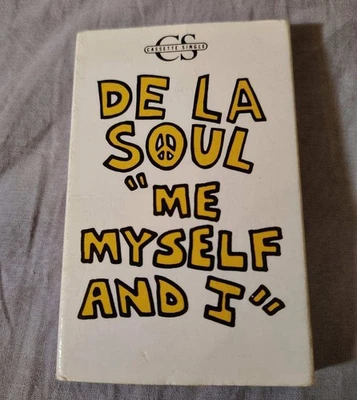 CS
CASSETTE SINGLE
DE LA
SOUL
"ME
MYSELF
AND I"